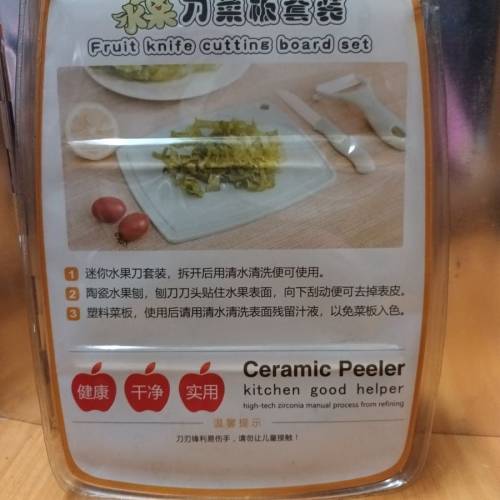 水果刀菜板套装
Fruit knife cutting board set
1 迷你水果刀套装，拆开后用清水清洗便可使用。
2 陶瓷水果刨，刨刀刀头贴住水果表面，向下刮动便可去掉表皮。
3 塑料菜板，使用后请用清水清洗表面残留汁液，以免菜板入色。
健康 干净 实用
Ceramic Peeler
kitchen good helper
high-tech zirconia manual process from refining
温馨提示
刀刃锋利易伤手，请勿让儿童接触！